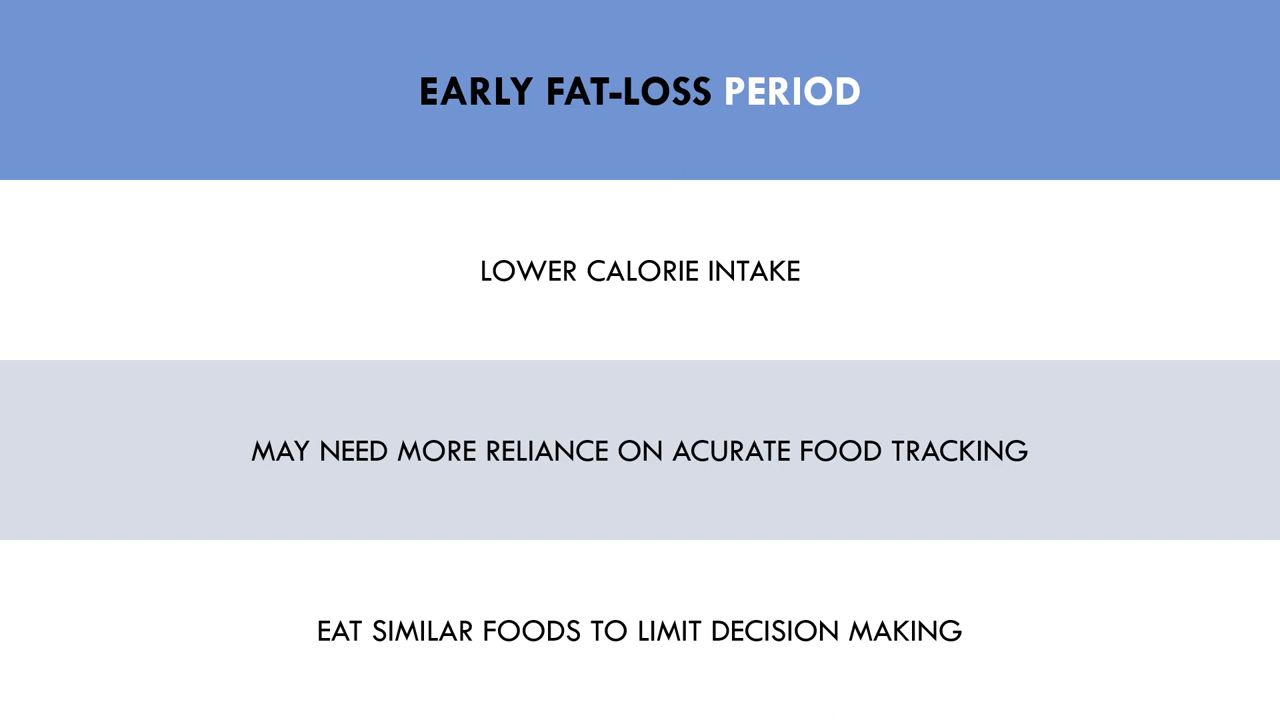 EARLY FAT-LOSS PERIOD
LOWER CALORIE INTAKE
MAY NEED MORE RELIANCE ON ACURATE FOOD TRACKING
EAT SIMILAR FOODS TO LIMIT DECISION MAKING